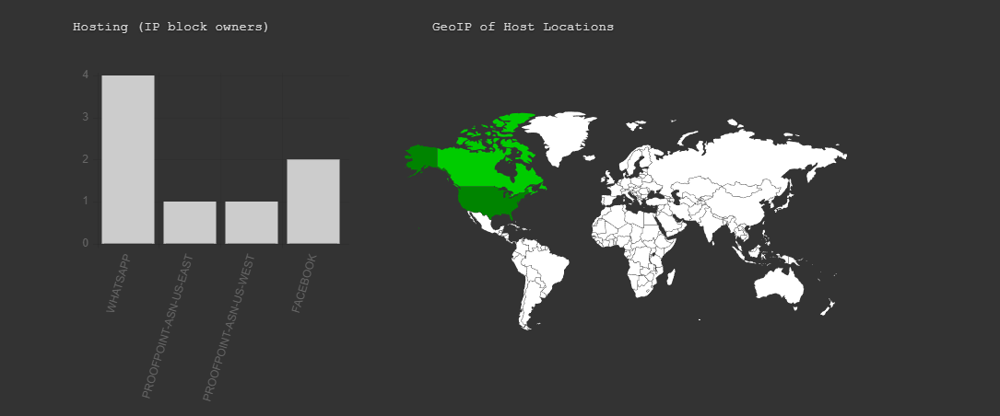 Hosting (IP block owners)
GeoIP of Host Locations
4
3
2
1
0
WHATSAPP
PROOFPOINT-ASN-US-EAST
PROOFPOINT-ASN-US-WEST
FACEBOOK